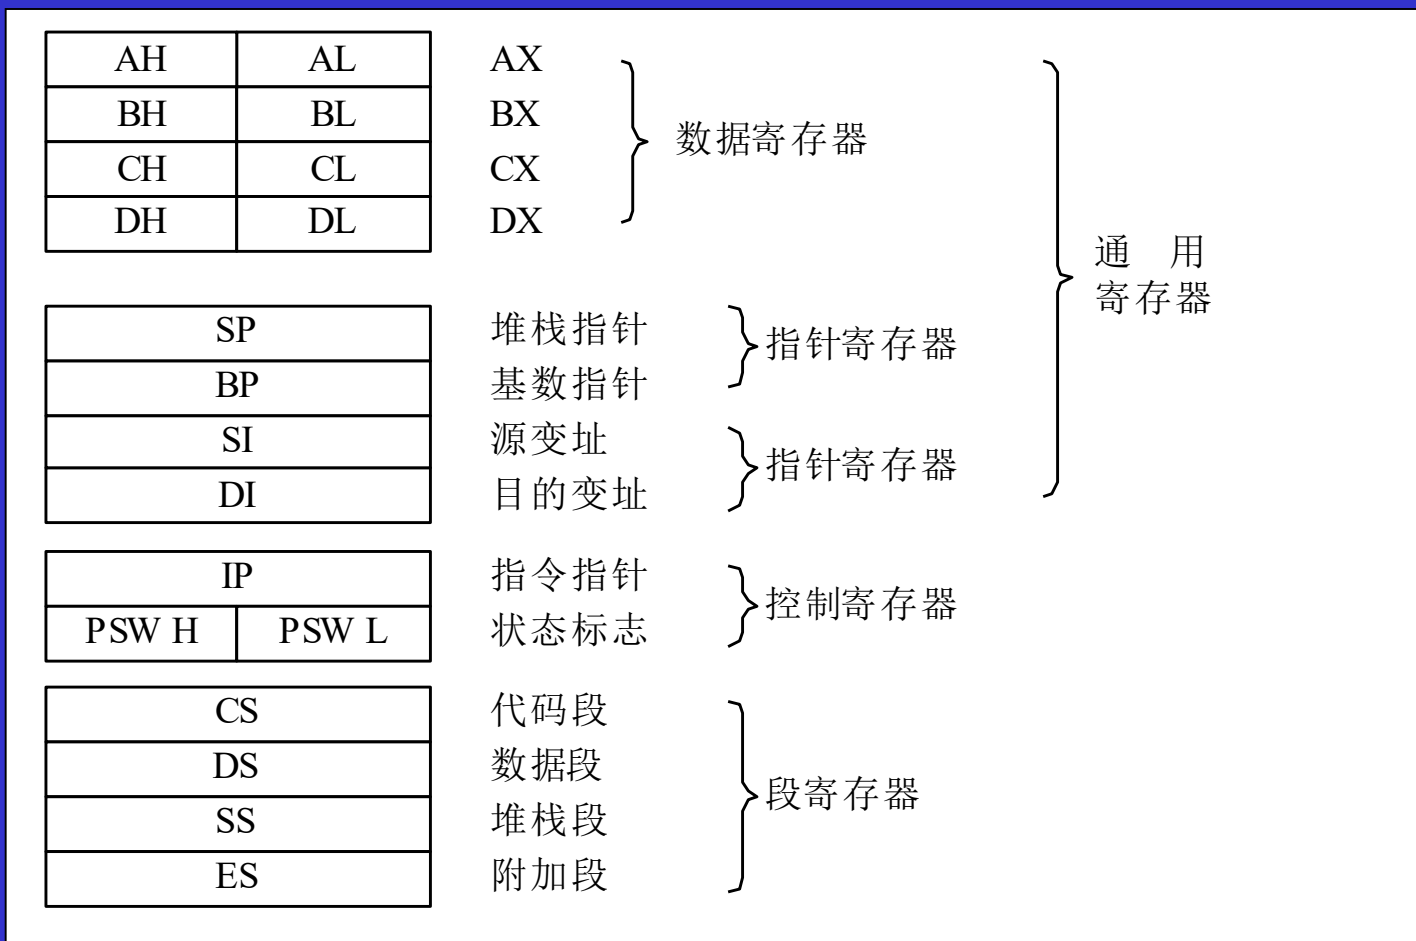 AH AL AX
BH BL BX
CH CL CX
DH DL DX
数据寄存器
通 用
寄存器
SP 堆栈指针
BP 基数指针
指针寄存器
SI 源变址
DI 目的变址
指针寄存器
IP 指令指针
PSW H PSW L 状态标志
控制寄存器
CS 代码段
DS 数据段
SS 堆栈段
ES 附加段
段寄存器